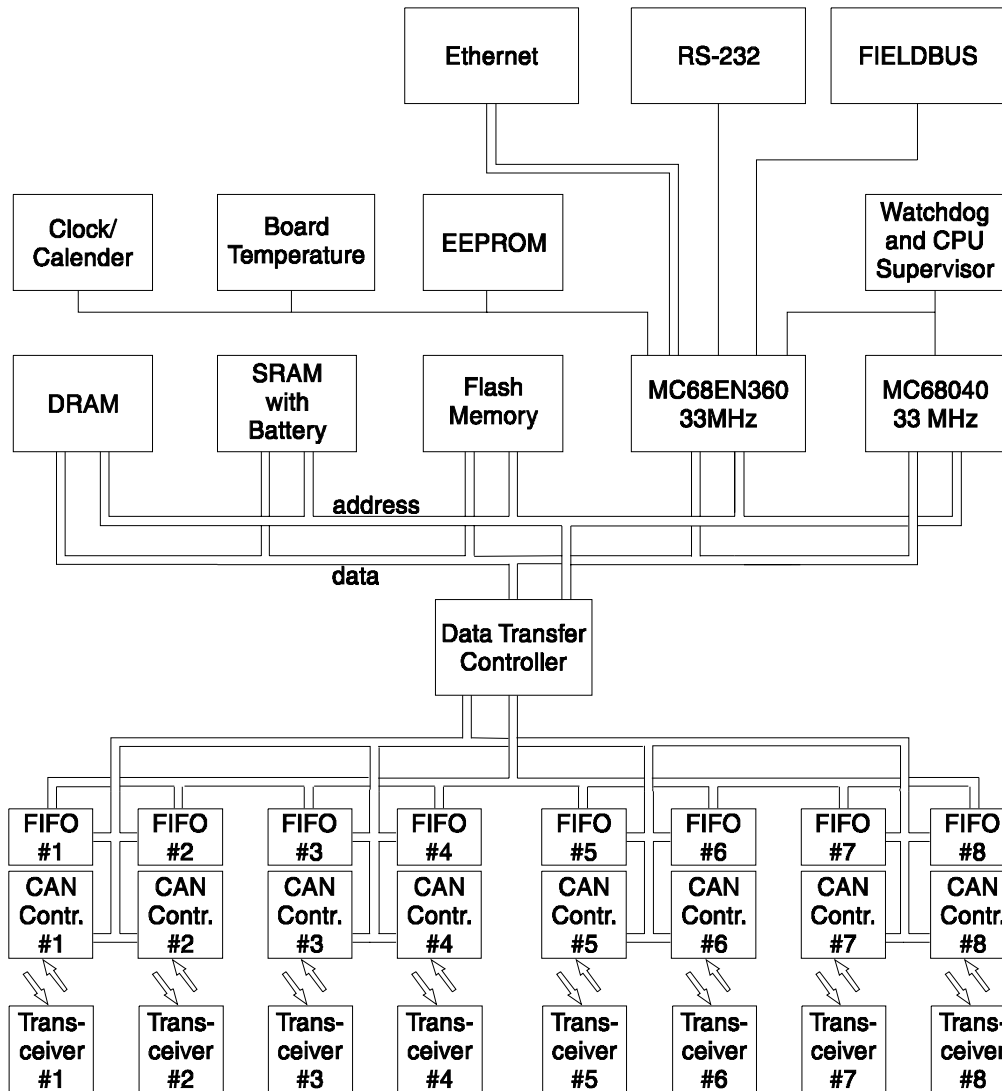 Ethernet
RS-232
FIELDBUS
Clock/
Calender
Board
Temperature
EEPROM
Watchdog
and CPU
Supervisor
DRAM
SRAM
with
Battery
Flash
Memory
MC68EN360
33MHz
MC68040
33 MHz
address
data
Data Transfer
Controller
FIFO
#1
FIFO
#2
FIFO
#3
FIFO
#4
FIFO
#5
FIFO
#6
FIFO
#7
FIFO
#8
CAN
Contr.
#1
CAN
Contr.
#2
CAN
Contr.
#3
CAN
Contr.
#4
CAN
Contr.
#5
CAN
Contr.
#6
CAN
Contr.
#7
CAN
Contr.
#8
Trans-
ceiver
#1
Trans-
ceiver
#2
Trans-
ceiver
#3
Trans-
ceiver
#4
Trans-
ceiver
#5
Trans-
ceiver
#6
Trans-
ceiver
#7
Trans-
ceiver
#8